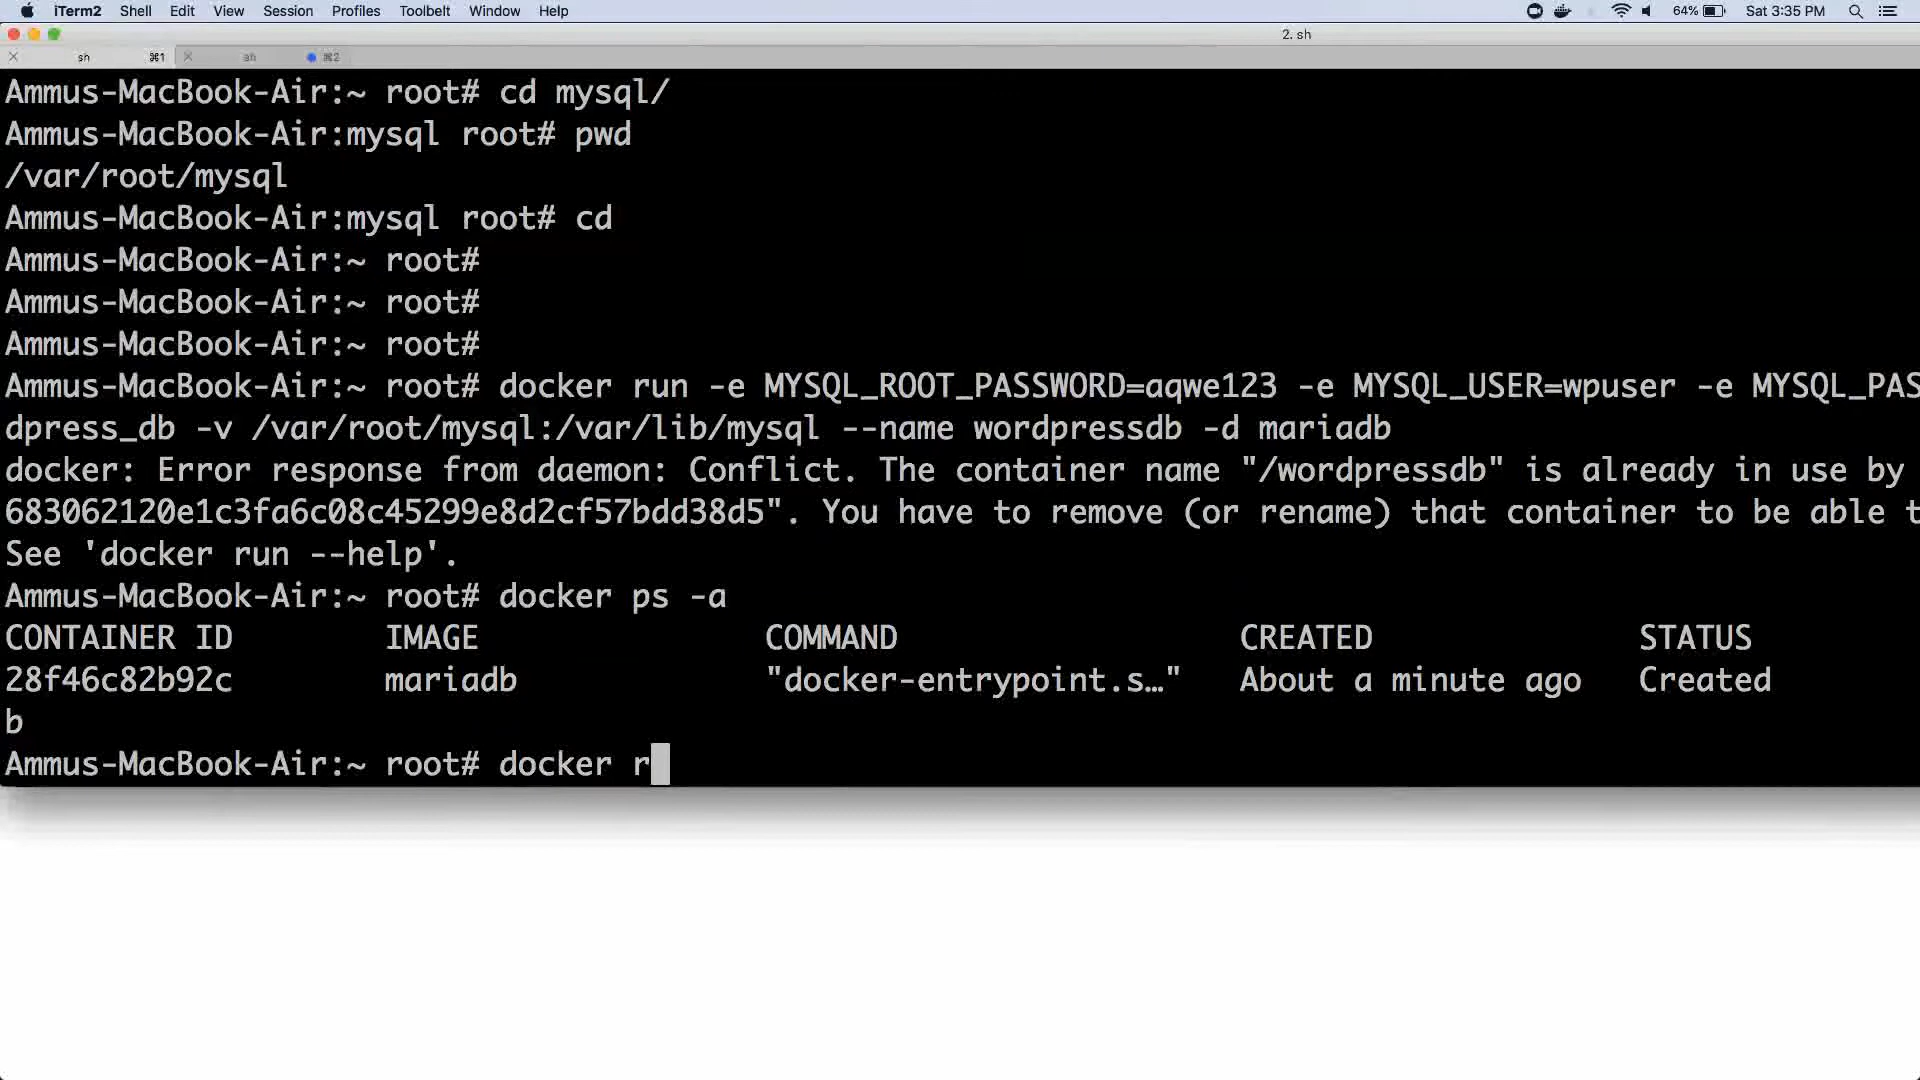 iTerm2 Shell Edit View Session Profiles Toolbelt Window Help 64% Sat 3:35 PM
2. sh
sh ⌘1 sh ⌘2
Ammus-MacBook-Air:~ root# cd mysql/
Ammus-MacBook-Air:mysql root# pwd
/var/root/mysql
Ammus-MacBook-Air:mysql root# cd
Ammus-MacBook-Air:~ root#
Ammus-MacBook-Air:~ root#
Ammus-MacBook-Air:~ root#
Ammus-MacBook-Air:~ root# docker run -e MYSQL_ROOT_PASSWORD=aqwe123 -e MYSQL_USER=wpuser -e MYSQL_PAS
dpress_db -v /var/root/mysql:/var/lib/mysql --name wordpressdb -d mariadb
docker: Error response from daemon: Conflict. The container name "/wordpressdb" is already in use by
683062120e1c3fa6c08c45299e8d2cf57bdd38d5". You have to remove (or rename) that container to be able t
See 'docker run --help'.
Ammus-MacBook-Air:~ root# docker ps -a
CONTAINER ID IMAGE COMMAND CREATED STATUS
28f46c82b92c mariadb "docker-entrypoint.s…" About a minute ago Created
b
Ammus-MacBook-Air:~ root# docker r